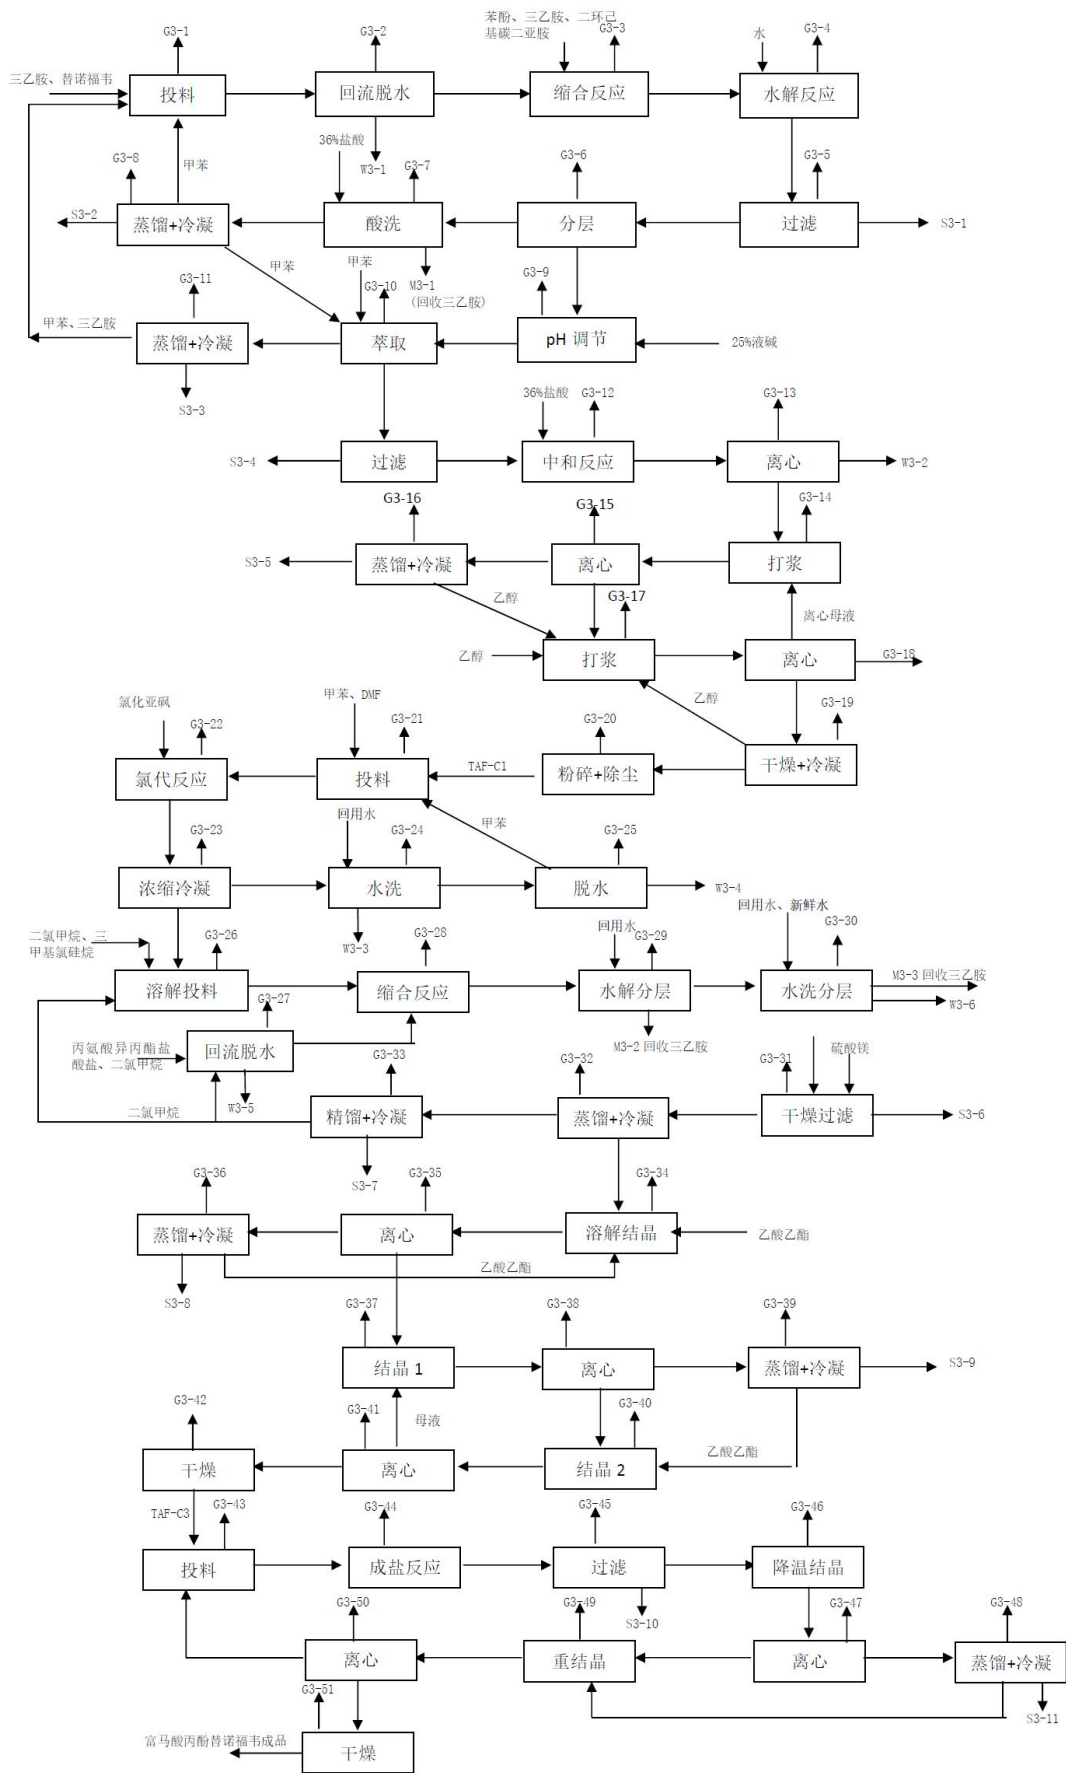 G3-1
G3-2
苯酚、三乙胺、二环己
基碳二亚胺
G3-3
水
G3-4
三乙胺、替诺福韦
投料
回流脱水
缩合反应
水解反应
G3-8
甲苯
36%盐酸
W3-1
G3-7
G3-6
G3-5
S3-2
蒸馏+冷凝
酸洗
分层
过滤
S3-1
G3-11
甲苯
甲苯
G3-10
M3-1
(回收三乙胺)
G3-9
甲苯、三乙胺
蒸馏+冷凝
萃取
pH 调节
25%液碱
S3-3
36%盐酸
G3-12
G3-13
S3-4
过滤
中和反应
离心
W3-2
G3-16
G3-15
G3-14
S3-5
蒸馏+冷凝
离心
打浆
乙醇
G3-17
离心母液
乙醇
打浆
离心
G3-18
氯化亚砜
G3-22
甲苯、DMF
G3-21
G3-20
乙醇
G3-19
氯代反应
投料
TAF-C1
粉碎+除尘
干燥+冷凝
G3-23
回用水
G3-24
甲苯
G3-25
浓缩冷凝
水洗
脱水
W3-4
二氯甲烷、三
甲基氯硅烷
G3-26
W3-3
G3-28
回用水
G3-29
回用水、新鲜水
G3-30
溶解投料
缩合反应
水解分层
水洗分层
M3-3 回收三乙胺
W3-6
G3-27
丙氨酸异丙酯盐
酸盐、二氯甲烷
回流脱水
G3-33
G3-32
M3-2 回收三乙胺
G3-31
硫酸镁
二氯甲烷
W3-5
精馏+冷凝
蒸馏+冷凝
干燥过滤
S3-6
G3-36
S3-7
G3-35
G3-34
蒸馏+冷凝
离心
溶解结晶
乙酸乙酯
乙酸乙酯
S3-8
G3-37
G3-38
G3-39
结晶 1
离心
蒸馏+冷凝
S3-9
G3-42
G3-41
母液
G3-40
乙酸乙酯
干燥
离心
结晶 2
TAF-C3
G3-43
G3-44
G3-45
G3-46
投料
成盐反应
过滤
降温结晶
G3-50
G3-49
S3-10
G3-47
G3-48
离心
重结晶
离心
蒸馏+冷凝
G3-51
S3-11
富马酸丙酚替诺福韦成品
干燥